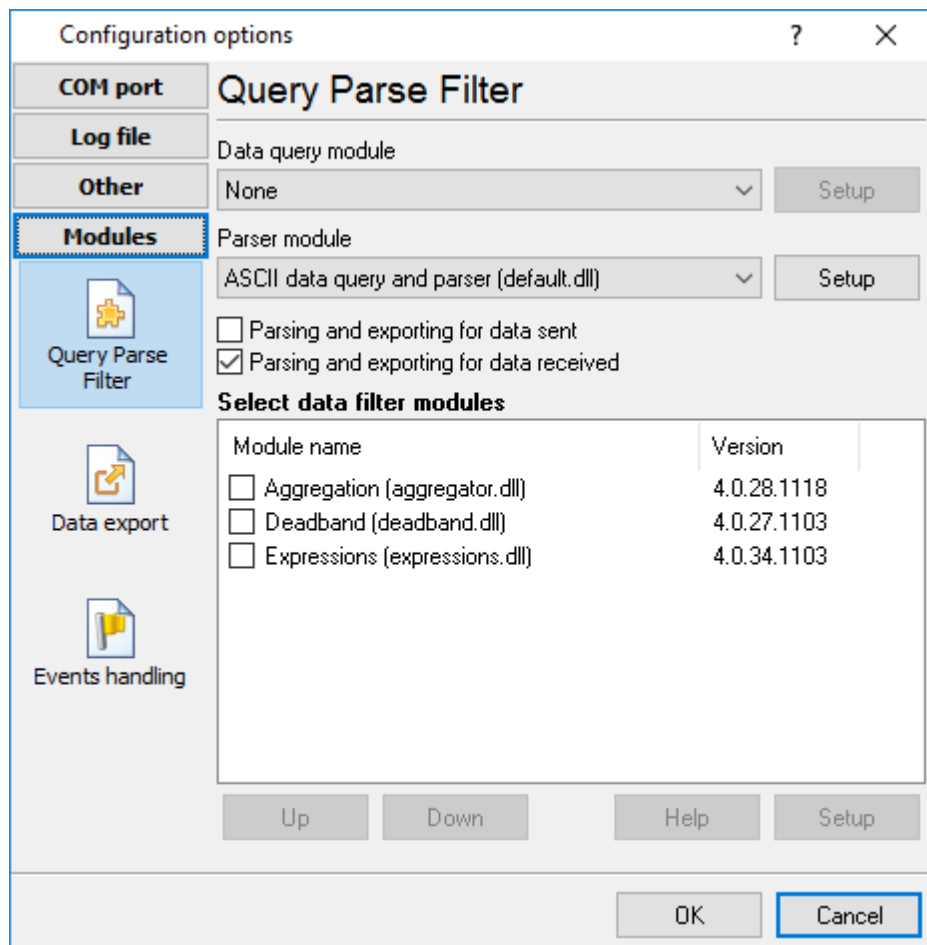 Configuration options
?
COM port
Log file
Other
Modules
Query Parse
Filter
Data export
Events handling
Query Parse Filter
Data query module
None
Setup
Parser module
ASCII data query and parser (default.dll)
Setup
Parsing and exporting for data sent
Parsing and exporting for data received
Select data filter modules
Module name Version
Aggregation (aggregator.dll) 4.0.28.1118
Deadband (deadband.dll) 4.0.27.1103
Expressions (expressions.dll) 4.0.34.1103
Up Down Help Setup
OK Cancel